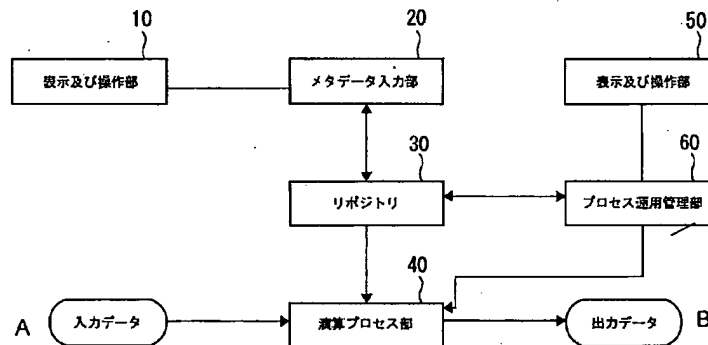 10
20
50
表示及び操作部
メタデータ入力部
表示及び操作部
30
60
リポジトリ
プロセス運用管理部
40
A
入力データ
演算プロセス部
出力データ
B